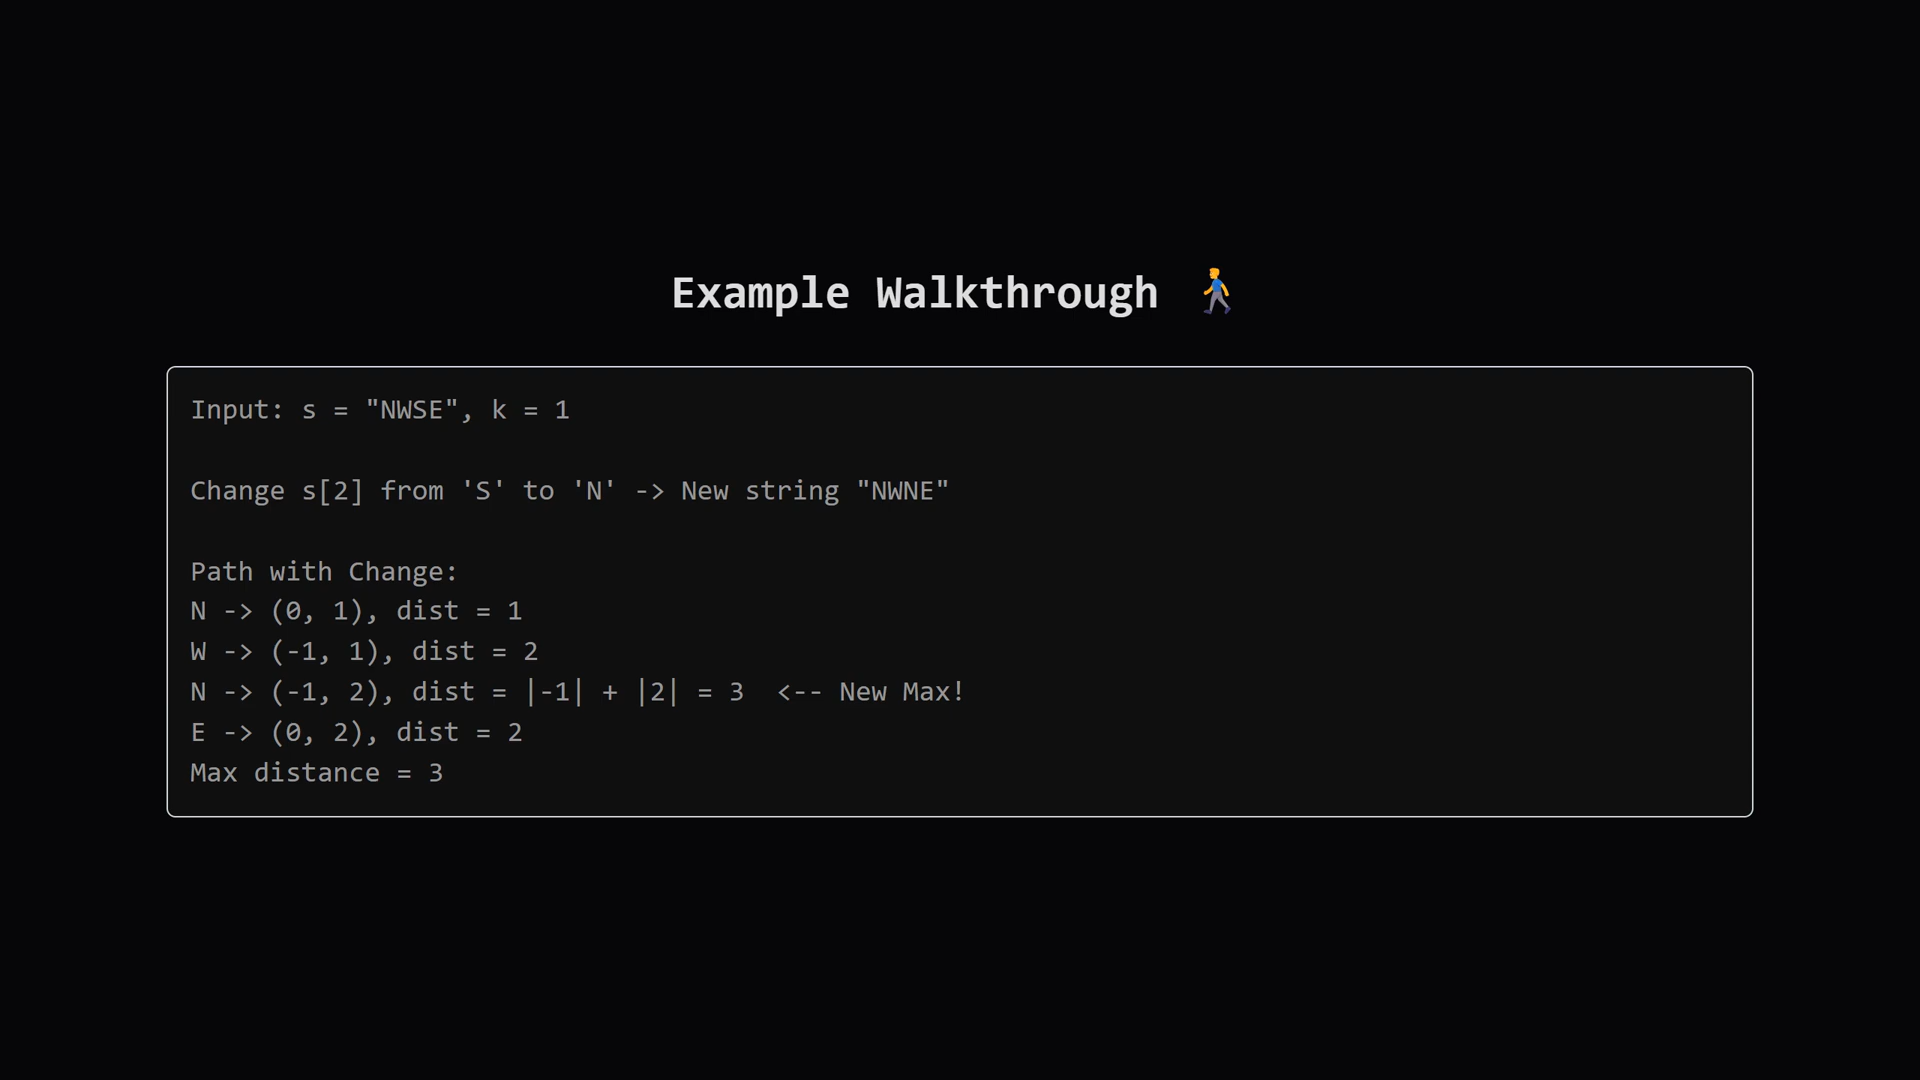 Example Walkthrough 🚶‍♂️
Input: s = "NWSE", k = 1
Change s[2] from 'S' to 'N' -> New string "NWNE"
Path with Change:
N -> (0, 1), dist = 1
W -> (-1, 1), dist = 2
N -> (-1, 2), dist = |-1| + |2| = 3  <-- New Max!
E -> (0, 2), dist = 2
Max distance = 3